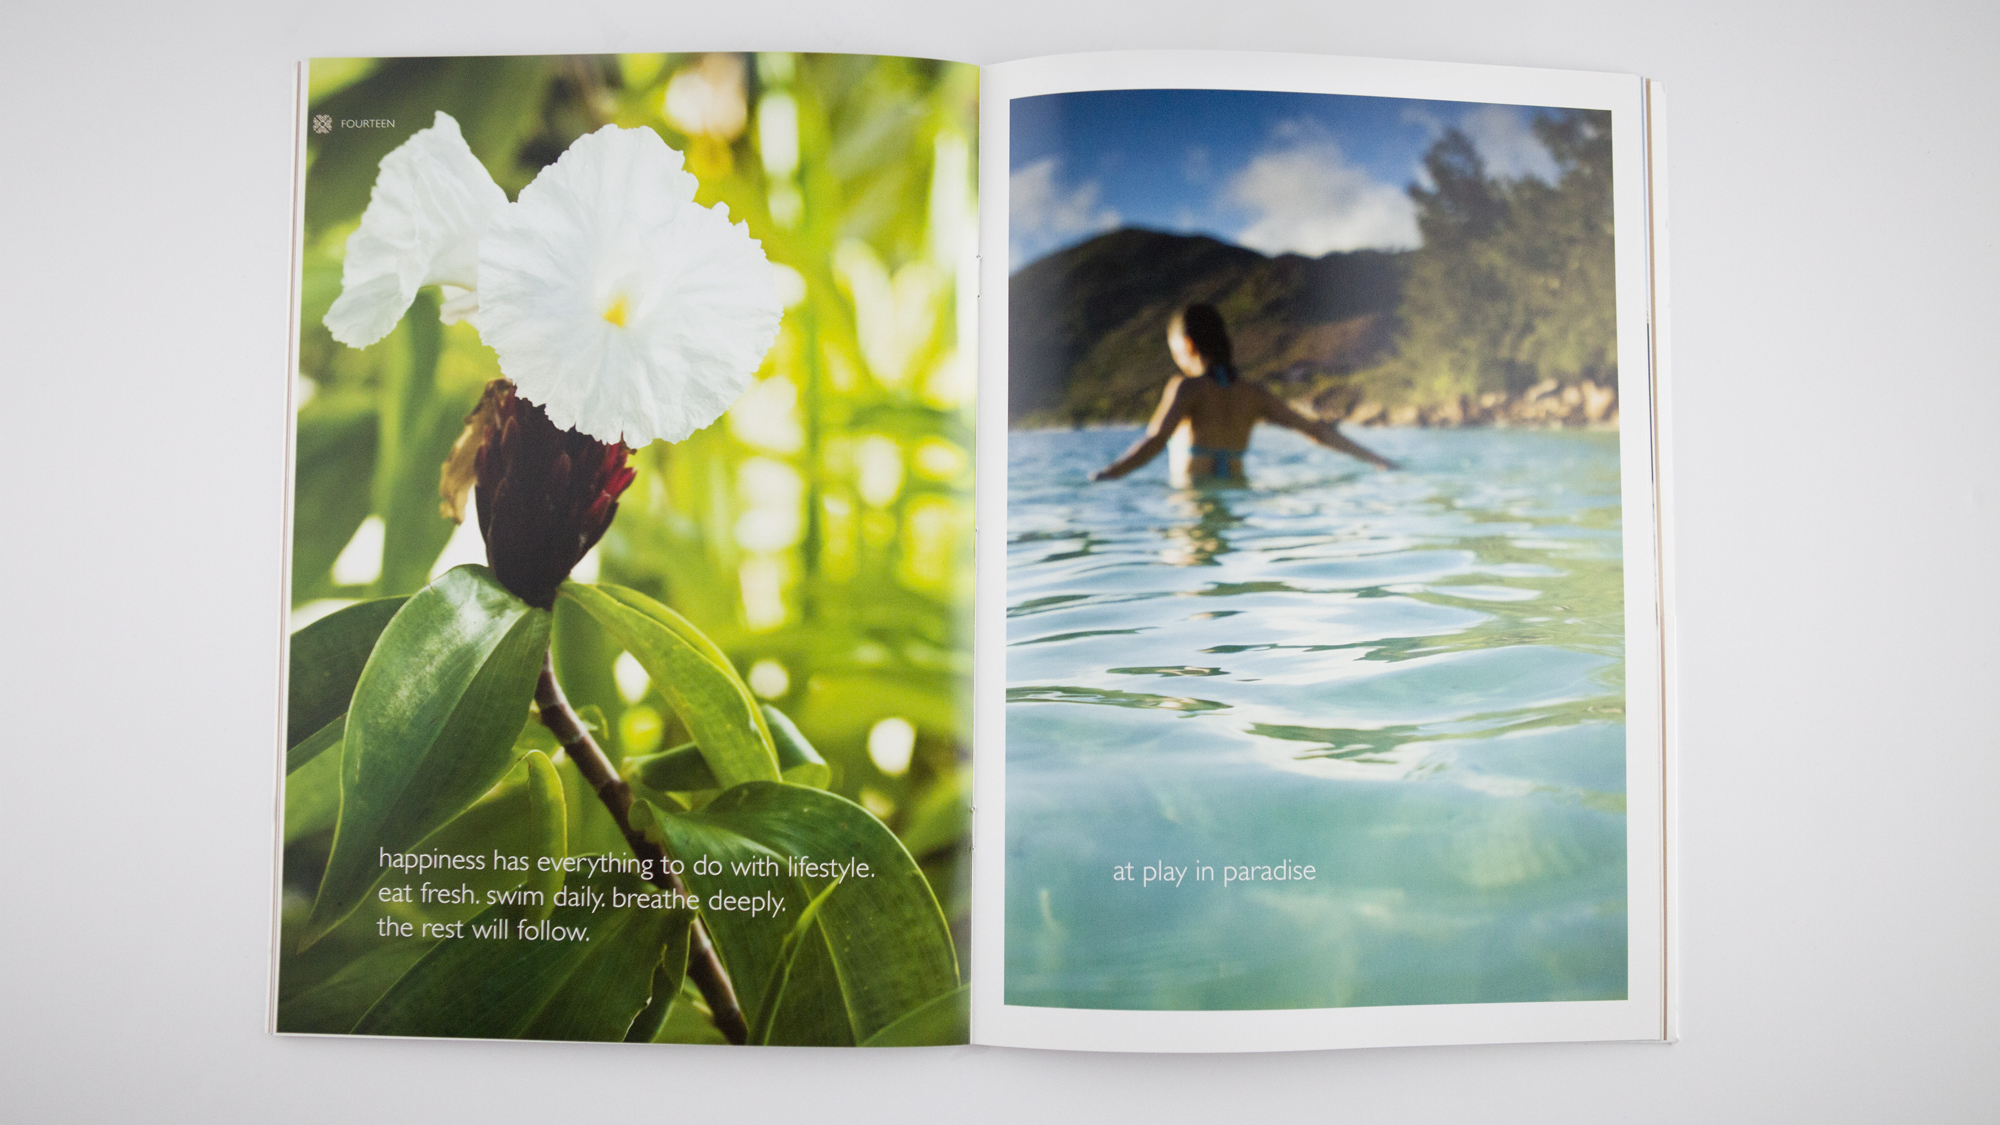 FOURTEEN
happiness has everything to do with lifestyle.
eat fresh. swim daily. breathe deeply.
the rest will follow.
at play in paradise